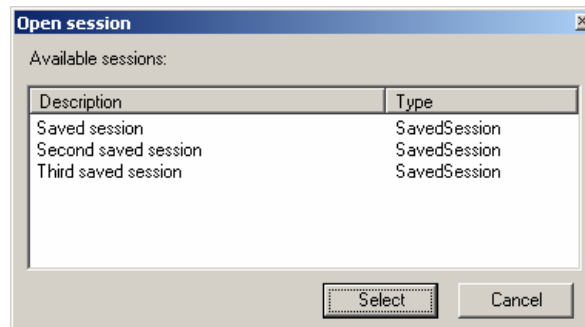 Open session
Available sessions:
Description Type
Saved session SavedSession
Second saved session SavedSession
Third saved session SavedSession
Select Cancel